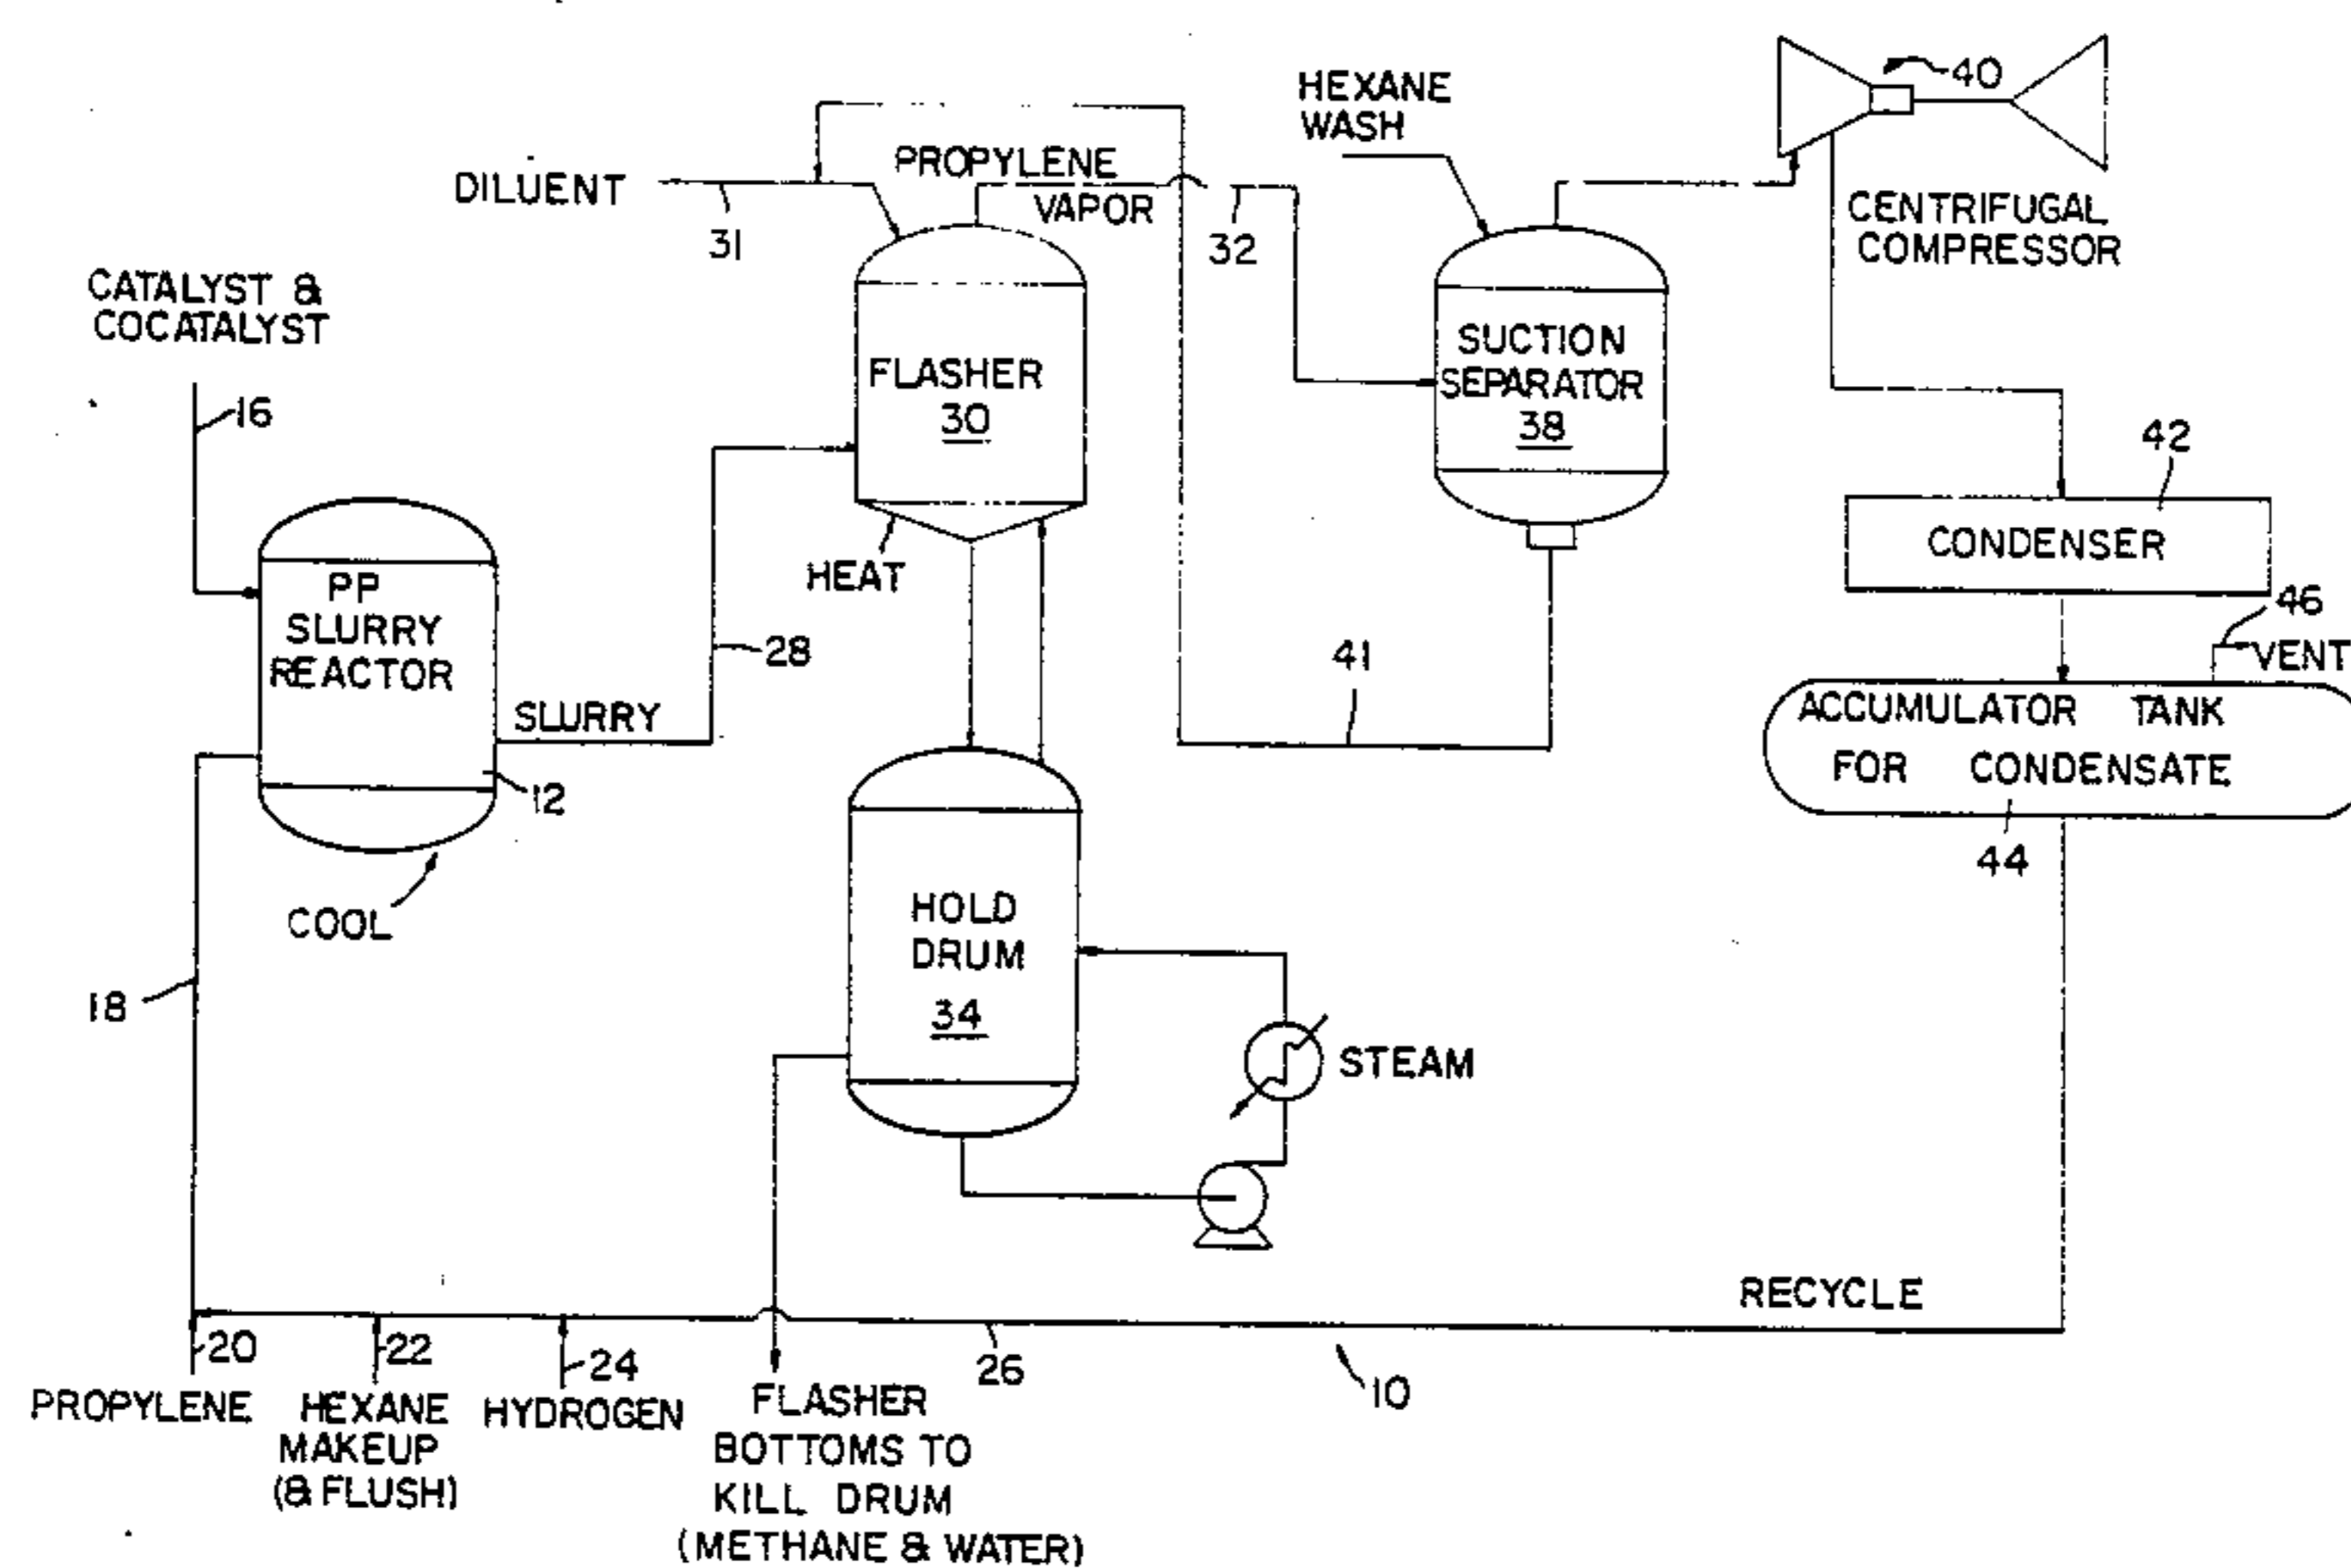 HEXANE
WASH
40
DILUENT
PROPYLENE
VAPOR
31
32
CENTRIFUGAL
COMPRESSOR
CATALYST &
COCATALYST
16
FLASHER
30
SUCTION
SEPARATOR
38
42
CONDENSER
PP
SLURRY
REACTOR
HEAT
28
41
46
VENT
SLURRY
12
ACCUMULATOR TANK
FOR CONDENSATE
44
COOL
HOLD
DRUM
34
18
STEAM
RECYCLE
20
22
24
26
10
PROPYLENE
HEXANE
MAKEUP
(& FLUSH)
HYDROGEN
FLASHER
BOTTOMS TO
KILL DRUM
(METHANE & WATER)